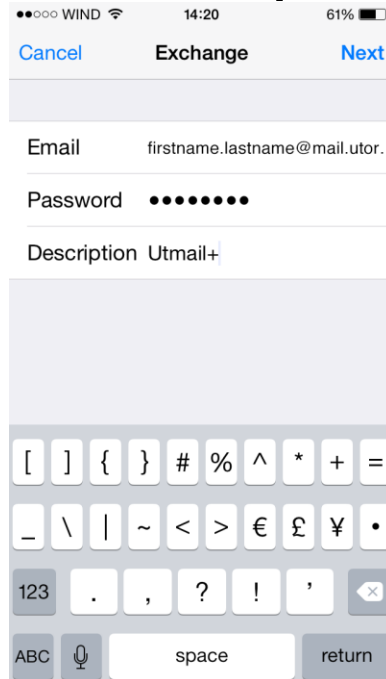 ●●○○○ WIND 14:20 61%
Cancel Exchange Next
Email firstname.lastname@mail.utor.
Password ●●●●●●●●
Description Utmail+
[ ] { } # % ^ * + =
_ \ | ~ < > € £ ¥ •
123 . , ? ! ’
ABC space return